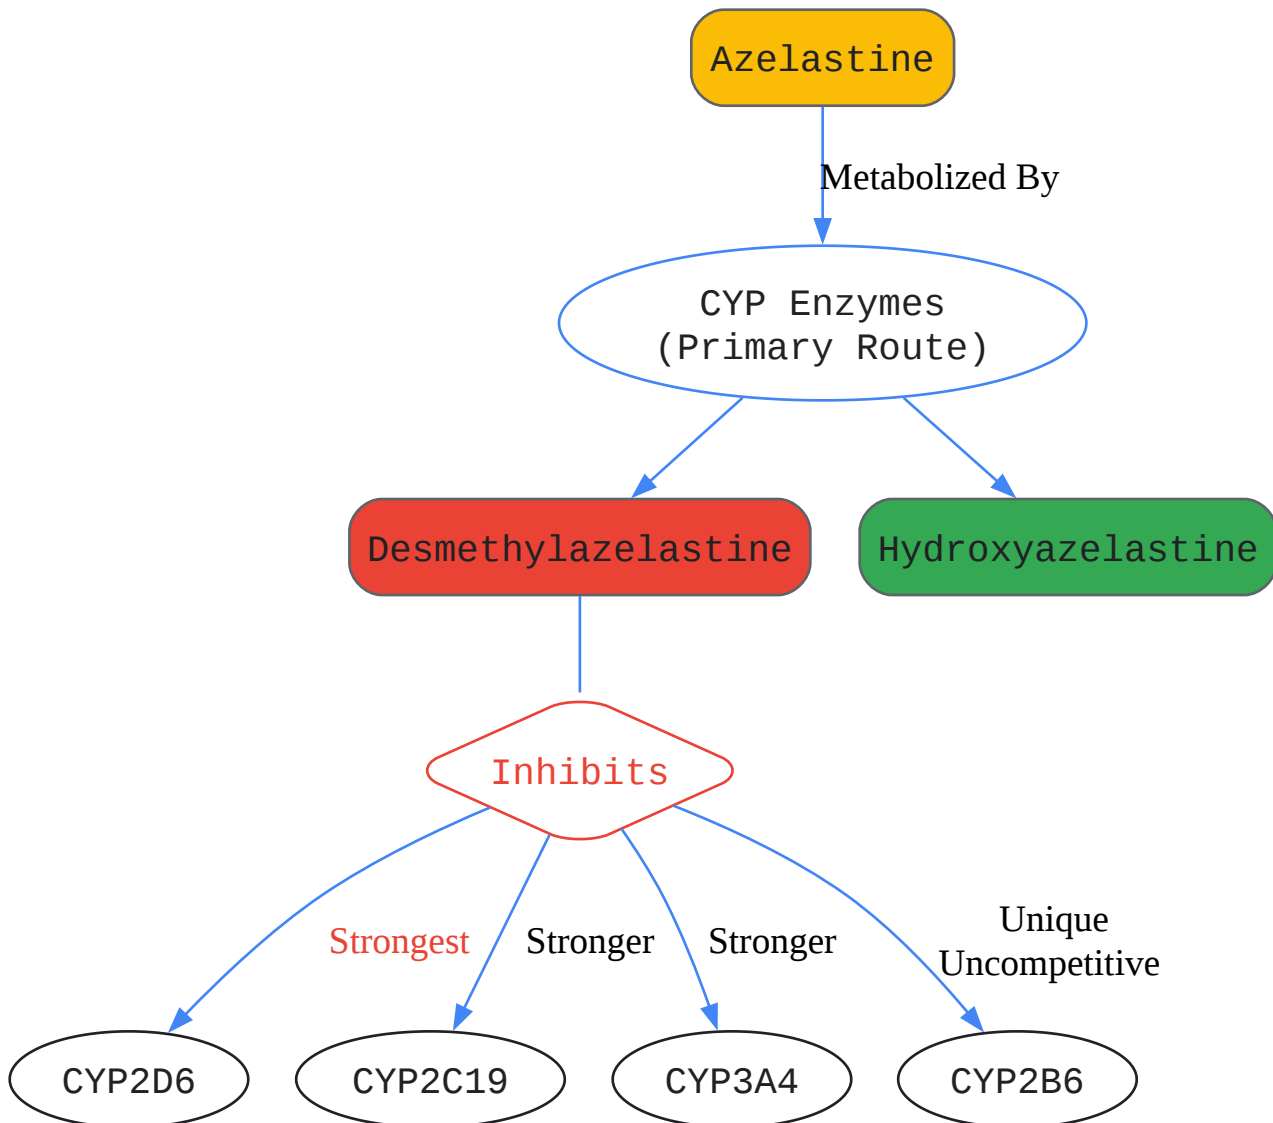 Azelastine
Metabolized By
CYP Enzymes
(Primary Route)
Desmethylazelastine
Hydroxyazelastine
Inhibits
Strongest
Stronger
Stronger
Unique
Uncompetitive
CYP2D6
CYP2C19
CYP3A4
CYP2B6